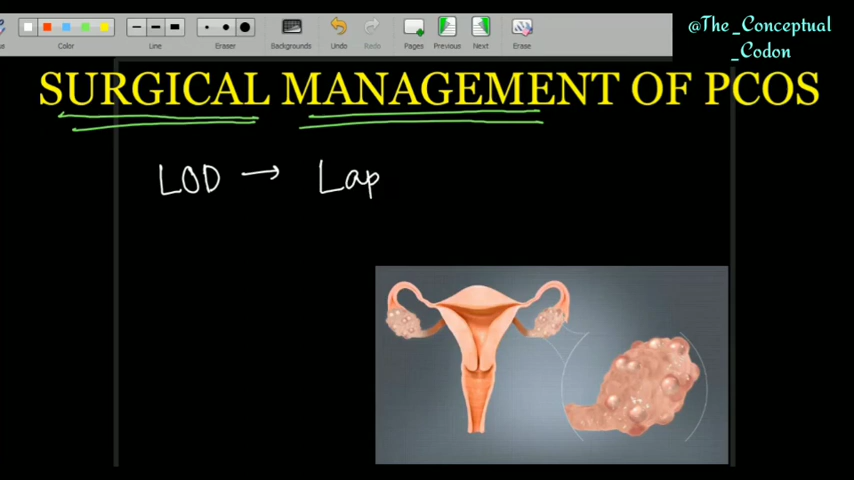 Color
Line
Eraser
Backgrounds
Undo
Redo
Pages
Previous
Next
Erase
@The_Conceptual
_Codon
SURGICAL MANAGEMENT OF PCOS
LOD → Lap